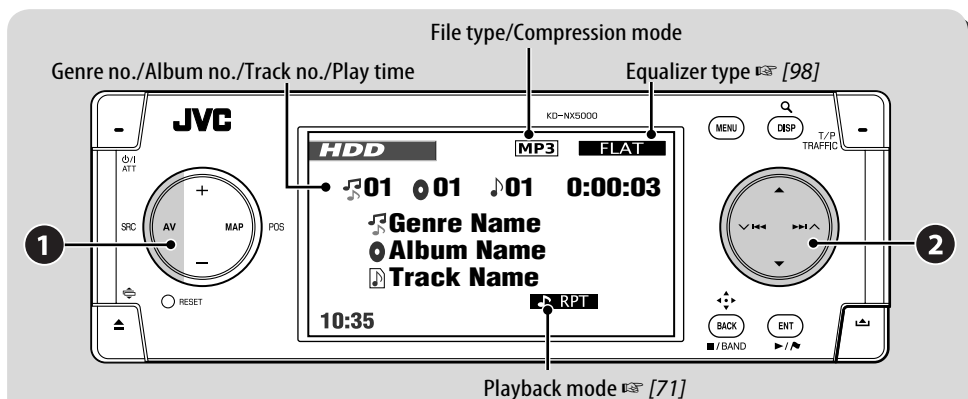 File type/Compression mode
Genre no./Album no./Track no./Play time
Equalizer type ☞ [98]
JVC
KD-NX5000
MENU
DISP
T/P
TRAFFIC
⏻/I
ATT
HDD
MP3
FLAT
01 01 01 0:00:03
+
SRC
AV
MAP
POS
−
Genre Name
Album Name
Track Name
1
2
RESET
RPT
10:35
BACK
ENT
■/BAND
Playback mode ☞ [71]